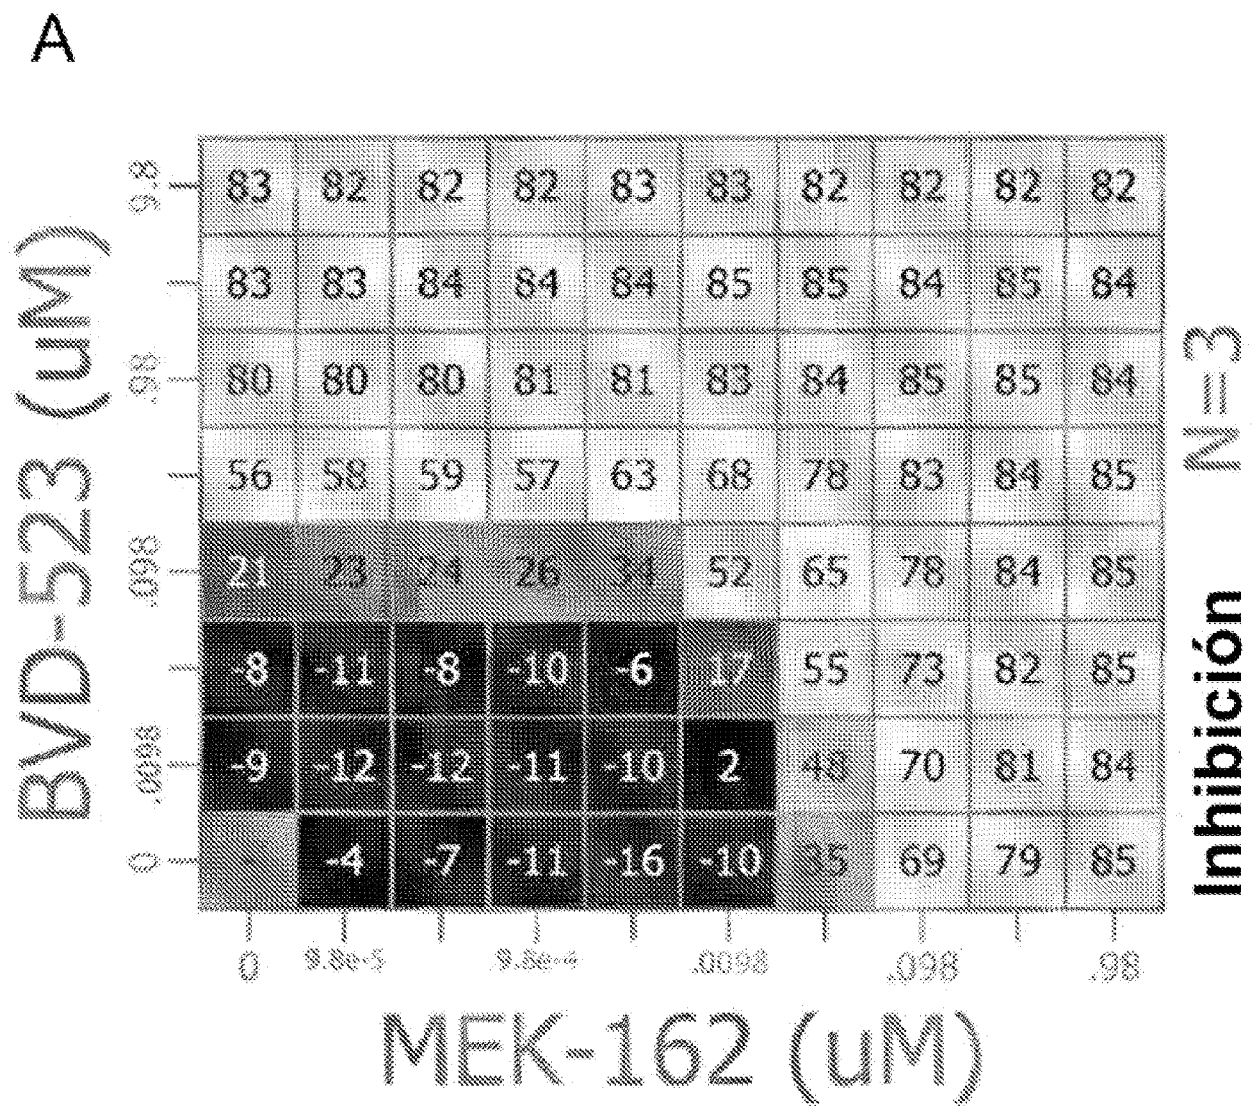 A
BVD-523 (uM)
9.8 83 82 82 82 83 83 82 82 82 82
83 83 84 84 84 85 85 84 85 84
.98 80 80 80 81 81 83 84 85 85 84
56 58 59 57 63 68 78 83 84 85
.098 21 23 26 34 52 65 78 84 85
-8 -11 -8 -10 -6 17 55 73 82 85
.0098 -9 -12 -12 -11 -10 2 48 70 81 84
0 -4 -7 -11 -16 -10 35 69 79 85
0 9.8e-5 9.8e-4 .0098 .098 .98
MEK-162 (uM)
Inhibición N=3